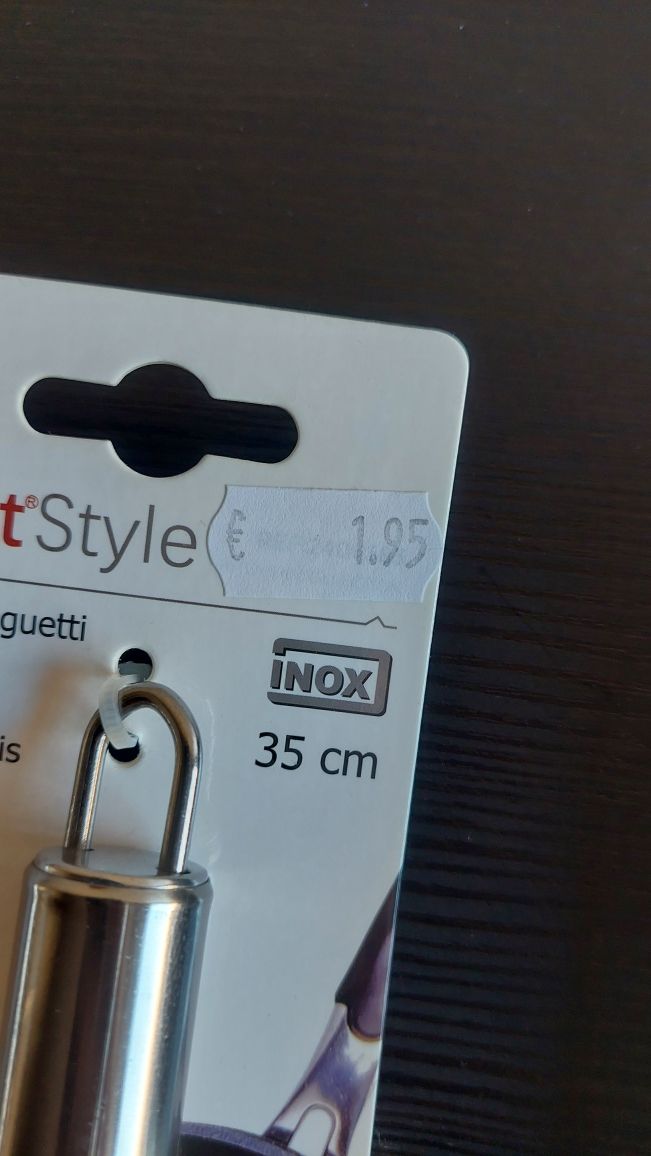 t®Style
€ 1.95
guetti
INOX
is
35 cm